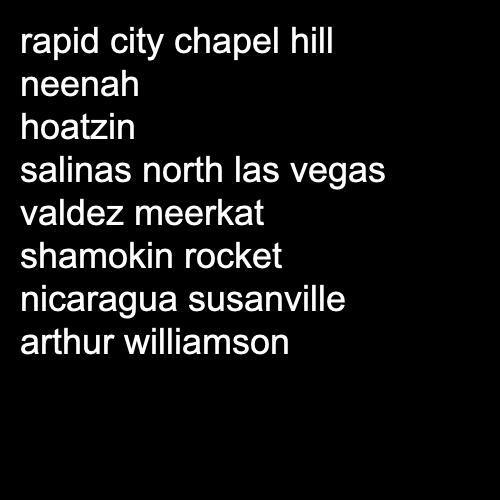 rapid city chapel hill
neenah
hoatzin
salinas north las vegas
valdez meerkat
shamokin rocket
nicaragua susanville
arthur williamson